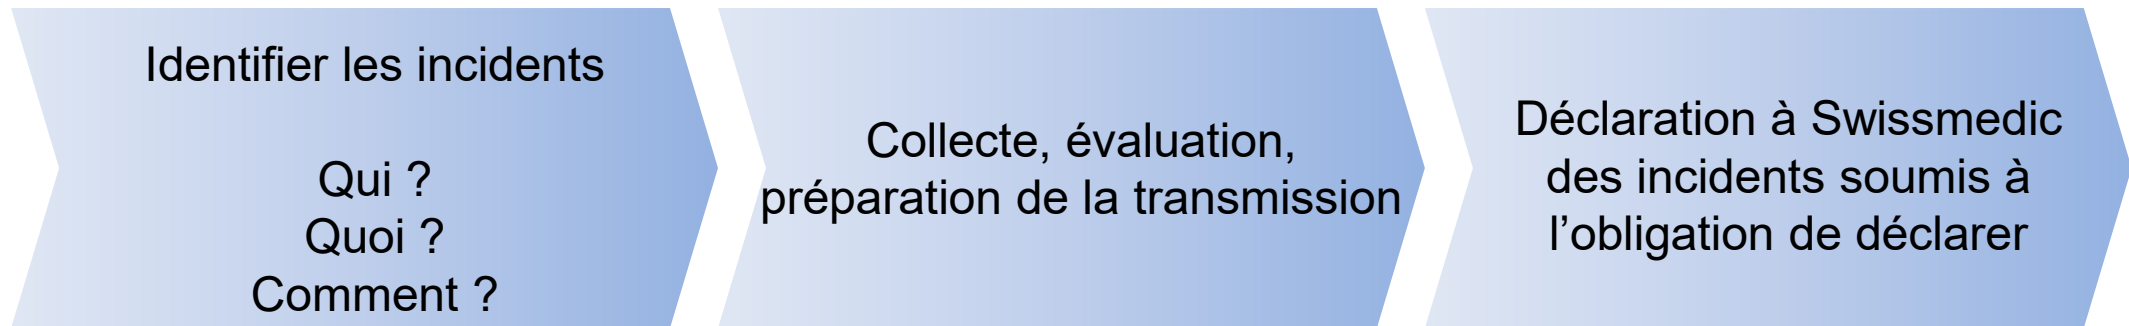 Identifier les incidents
Qui ?
Quoi ?
Comment ?
Collecte, évaluation,
préparation de la transmission
Déclaration à Swissmedic
des incidents soumis à
l’obligation de déclarer